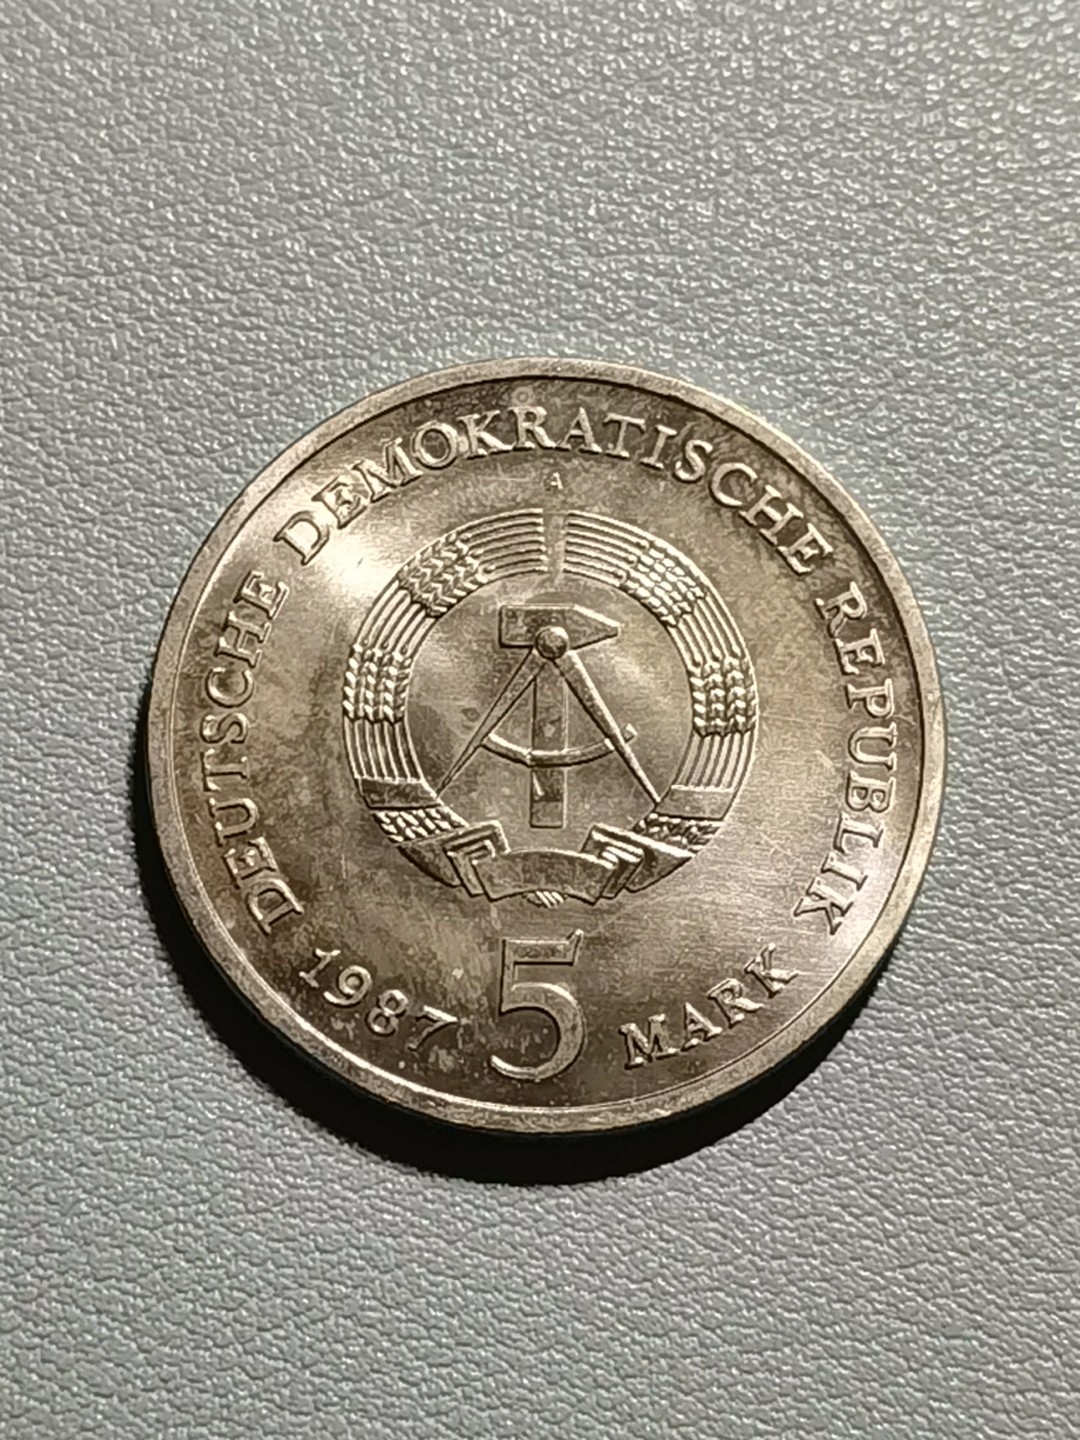 DEUTSCHE DEMOKRATISCHE REPUBLIK
A
1987 5 MARK